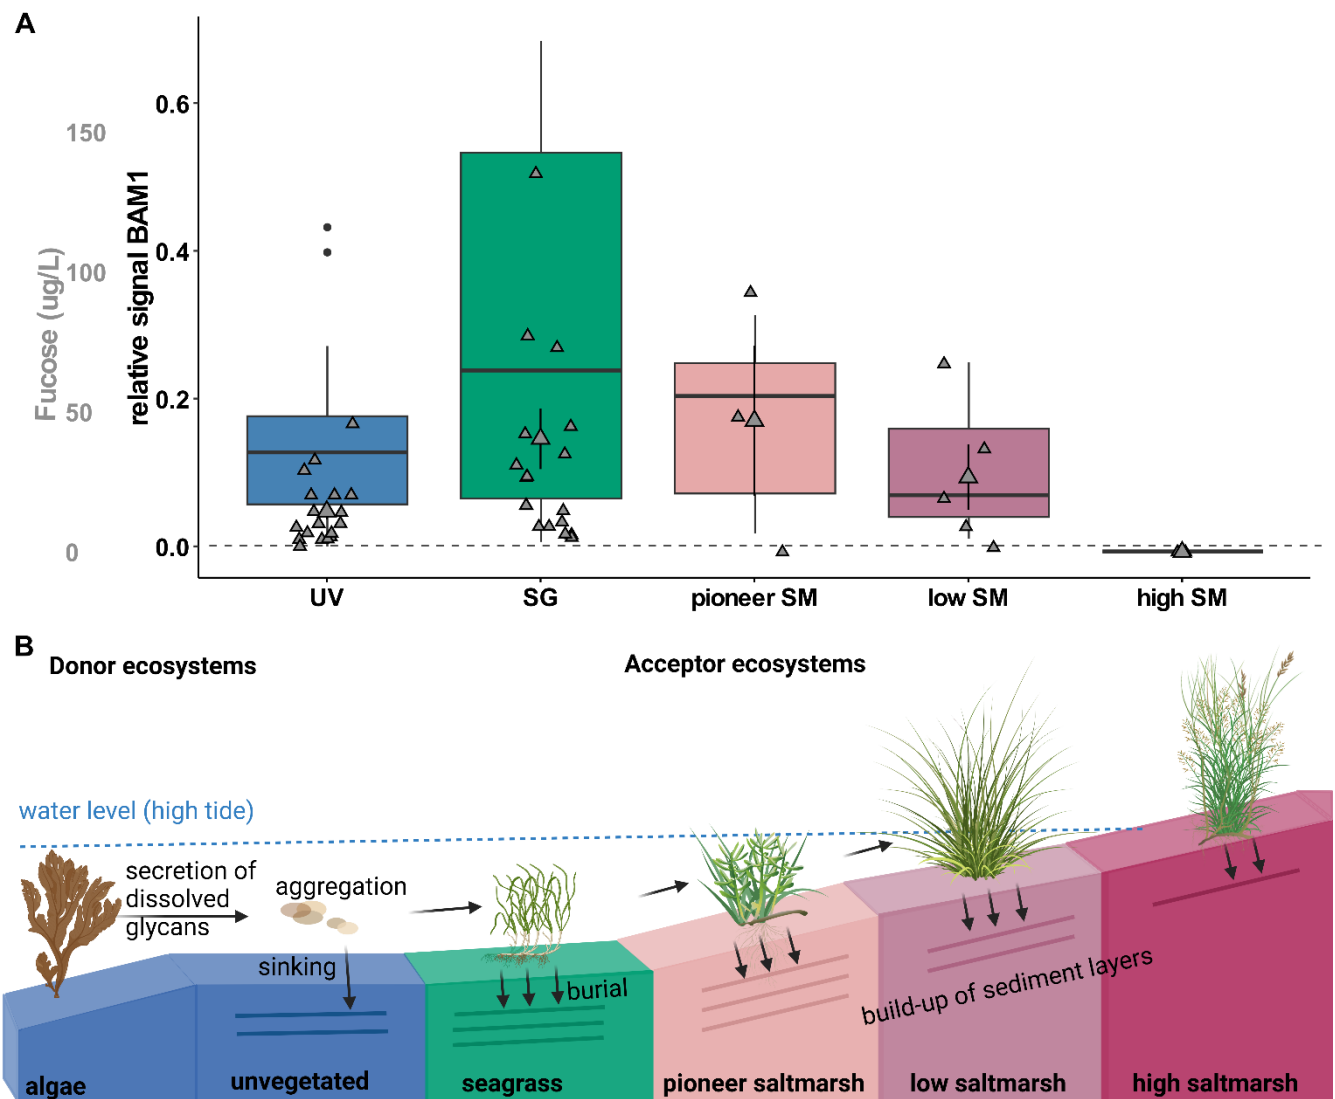 A
0.6
150
0.4
100
0.2
50
0.0
0
Fucose (ug/L)
relative signal BAM1
UV
SG
pioneer SM
low SM
high SM
B
Donor ecosystems
Acceptor ecosystems
water level (high tide)
secretion of
dissolved
glycans
aggregation
sinking
burial
build-up of sediment layers
algae
unvegetated
seagrass
pioneer saltmarsh
low saltmarsh
high saltmarsh